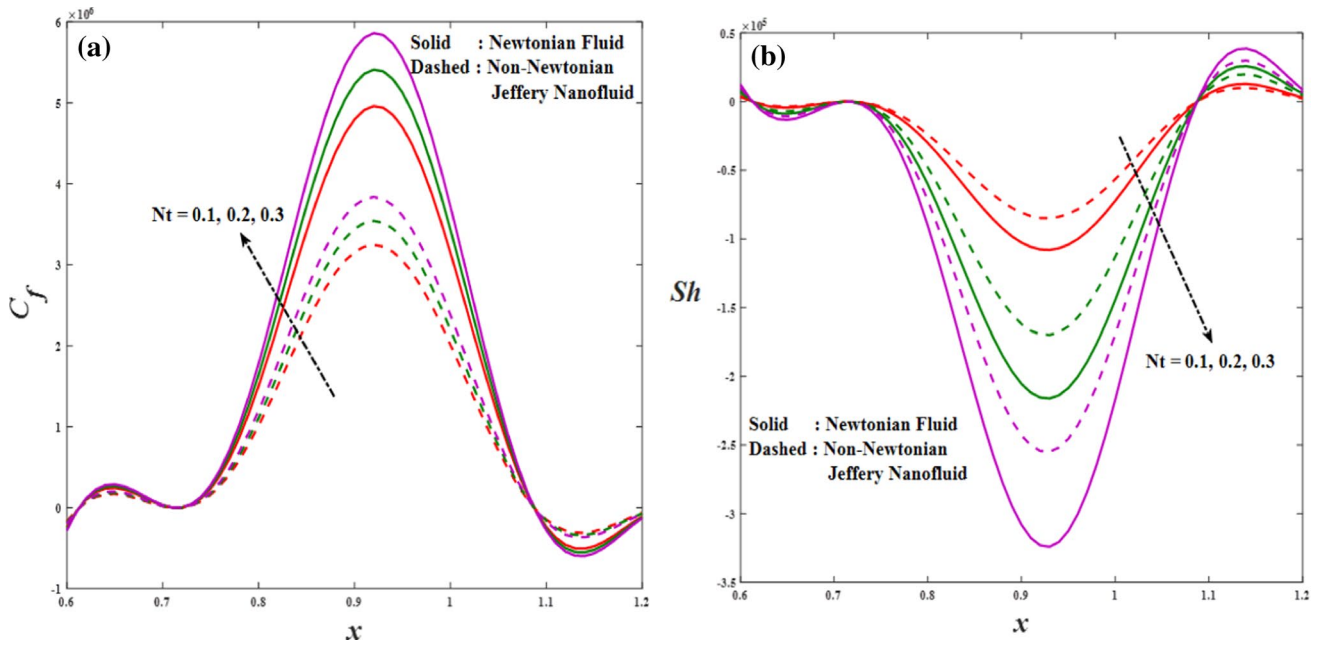 ×10⁶
(a)
Solid : Newtonian Fluid
Dashed : Non-Newtonian
Jeffery Nanofluid
6
5
4
3
2
1
0
-1
Nt = 0.1, 0.2, 0.3
C_f
0.6 0.7 0.8 0.9 1 1.1 1.2
x
×10⁵
(b)
0.5
0
-0.5
-1
-1.5
-2
-2.5
-3
-3.5
Sh
Nt = 0.1, 0.2, 0.3
Solid : Newtonian Fluid
Dashed : Non-Newtonian
Jeffery Nanofluid
0.6 0.7 0.8 0.9 1 1.1 1.2
x